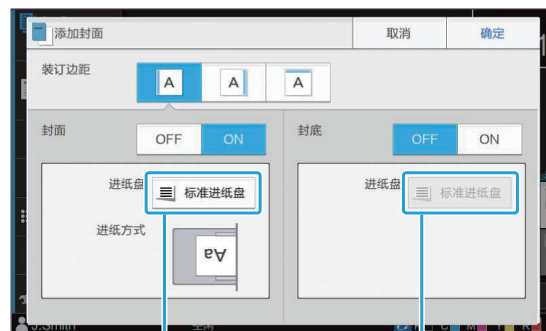 添加封面 取消 确定
装订边距 A A A
封面 OFF ON 封底 OFF ON
进纸盘 标准进纸盘 进纸盘 标准进纸盘
进纸方式
Aa
J.Smith